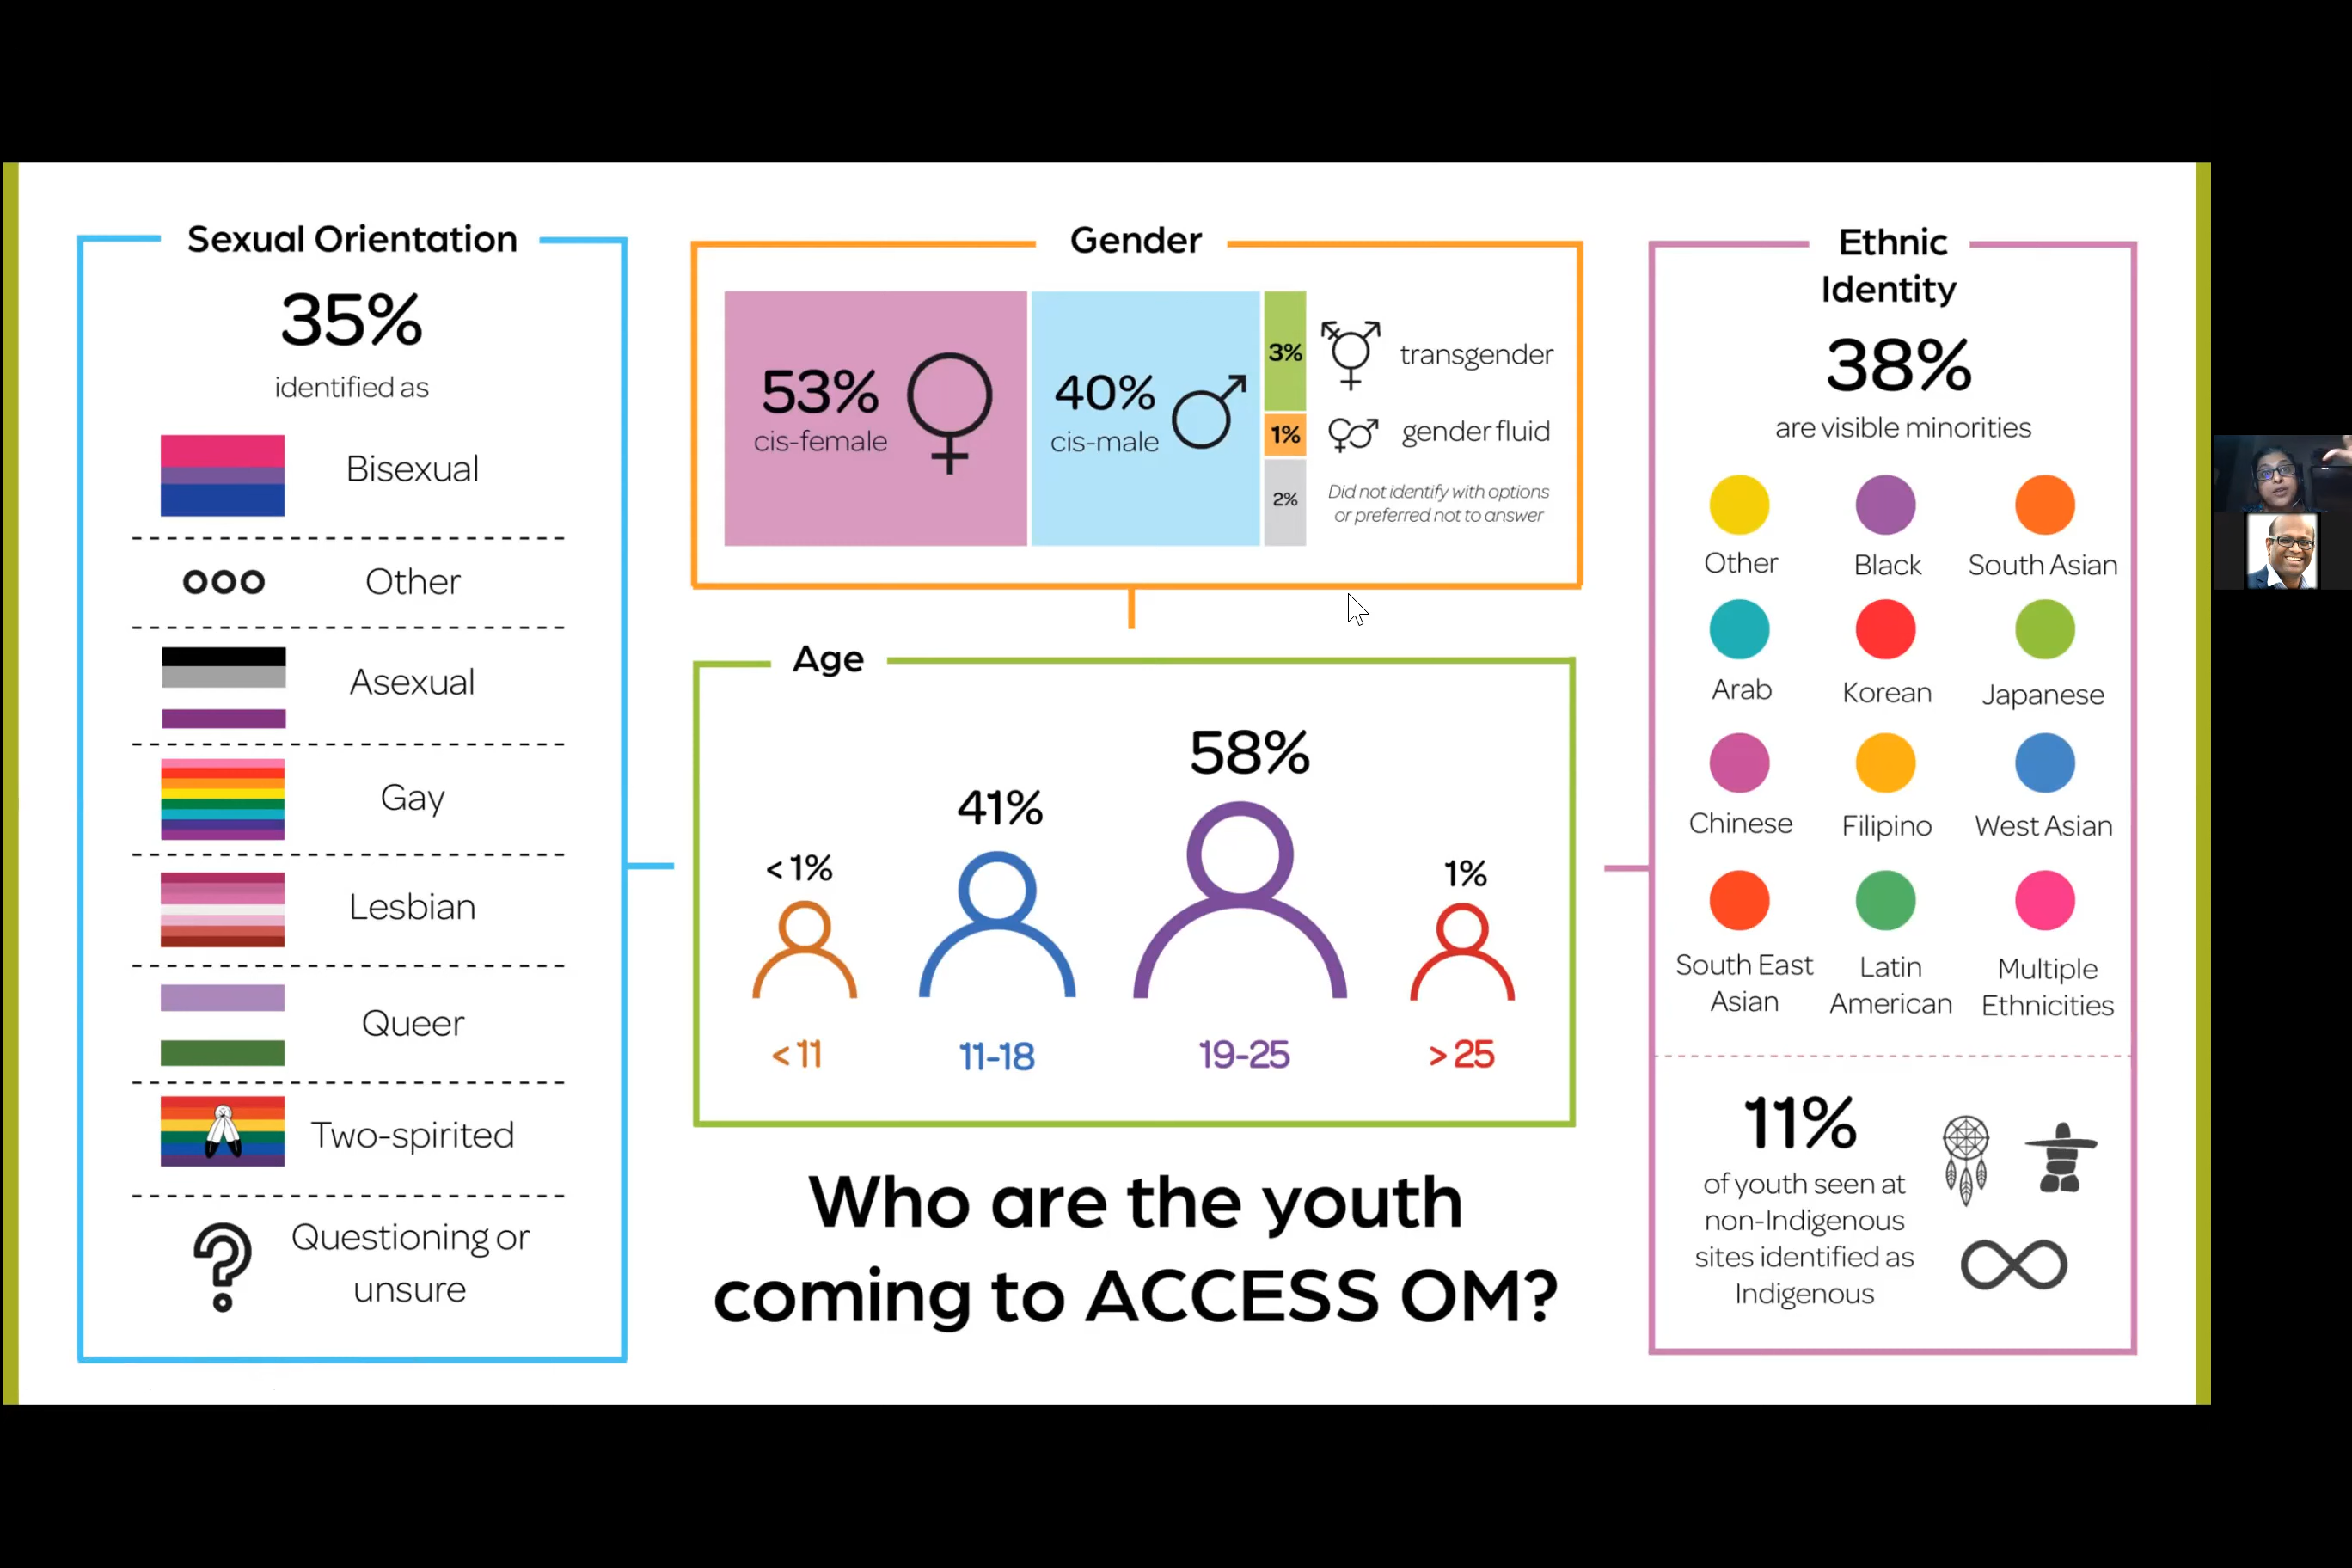 Sexual Orientation
35%
identified as
Bisexual
Other
Asexual
Gay
Lesbian
Queer
Two-spirited
Questioning or
unsure
Gender
53%
cis-female
40%
cis-male
3%
transgender
1%
gender fluid
2%
Did not identify with options
or preferred not to answer
Age
<1%
41%
58%
1%
<11
11-18
19-25
>25
Who are the youth
coming to ACCESS OM?
Ethnic
Identity
38%
are visible minorities
Other
Black
South Asian
Arab
Korean
Japanese
Chinese
Filipino
West Asian
South East
Asian
Latin
American
Multiple
Ethnicities
11%
of youth seen at
non-Indigenous
sites identified as
Indigenous